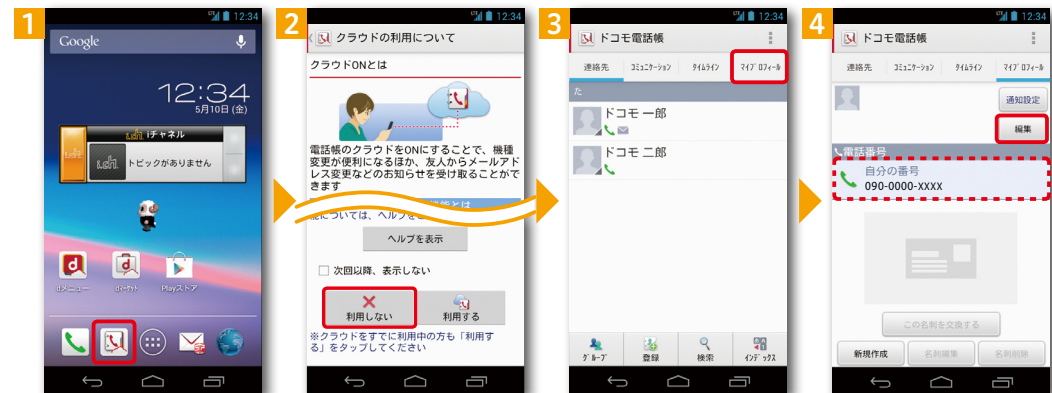 1
12:34
Google
12:34
5月10日 (金)
iチャネル
トピックがありません
dメニュー
dマーケット
Playストア
2
12:34
クラウドの利用について
クラウドONとは
電話帳のクラウドをONにすることで、機種
変更が便利になるほか、友人からメールアド
レス変更などのお知らせを受け取ることがで
きます
ヘルプを表示
次回以降、表示しない
利用しない
利用する
※クラウドをすでに利用中の方も「利用す
る」をタップしてください
3
12:34
ドコモ電話帳
連絡先
コミュニケーション
タイムライン
マイプロフィール
た
ドコモ 一郎
ドコモ 二郎
グループ
登録
検索
インデックス
4
12:34
ドコモ電話帳
連絡先
コミュニケーション
タイムライン
マイプロフィール
通知設定
編集
電話番号
自分の番号
090-0000-XXXX
この名刺を交換する
新規作成
名刺編集
名刺削除